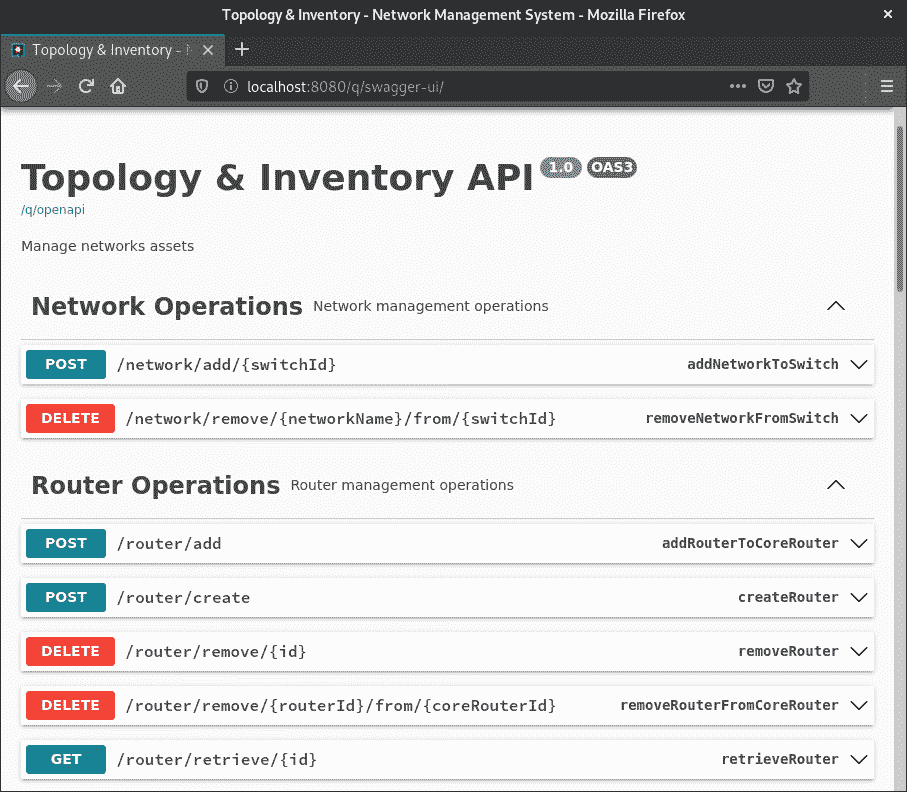 Topology & Inventory - Network Management System - Mozilla Firefox
Topology & Inventory -
localhost:8080/q/swagger-ui/
Topology & Inventory API 1.0 OAS3
/q/openapi
Manage networks assets
Network Operations Network management operations
POST /network/add/{switchId} addNetworkToSwitch
DELETE /network/remove/{networkName}/from/{switchId} removeNetworkFromSwitch
Router Operations Router management operations
POST /router/add addRouterToCoreRouter
POST /router/create createRouter
DELETE /router/remove/{id} removeRouter
DELETE /router/remove/{routerId}/from/{coreRouterId} removeRouterFromCoreRouter
GET /router/retrieve/{id} retrieveRouter